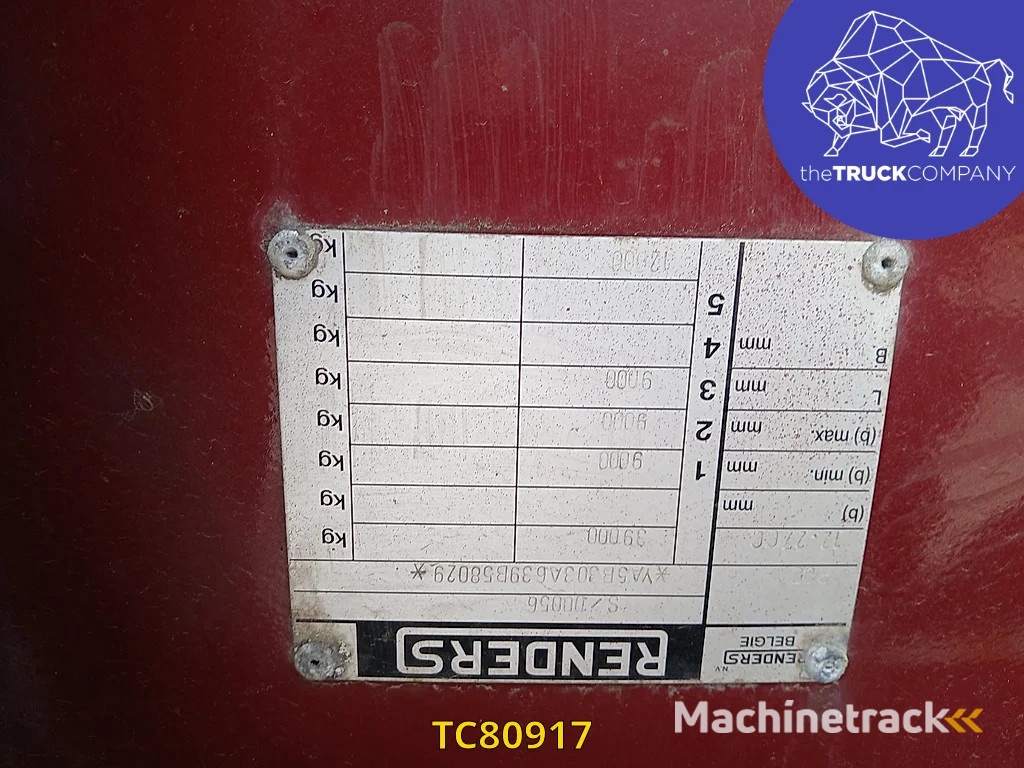 theTRUCKCOMPANY
N.V.
RENDERS
BELGIE
RENDERS
*YA5B303A639B58029*
39000 kg
(b) mm kg
(b) min. mm 1 9000 kg
(b) max. mm 2 9000 kg
L mm 3 9000 kg
B mm 4 kg
5 kg
12000 kg
TC80917
Machinetrack